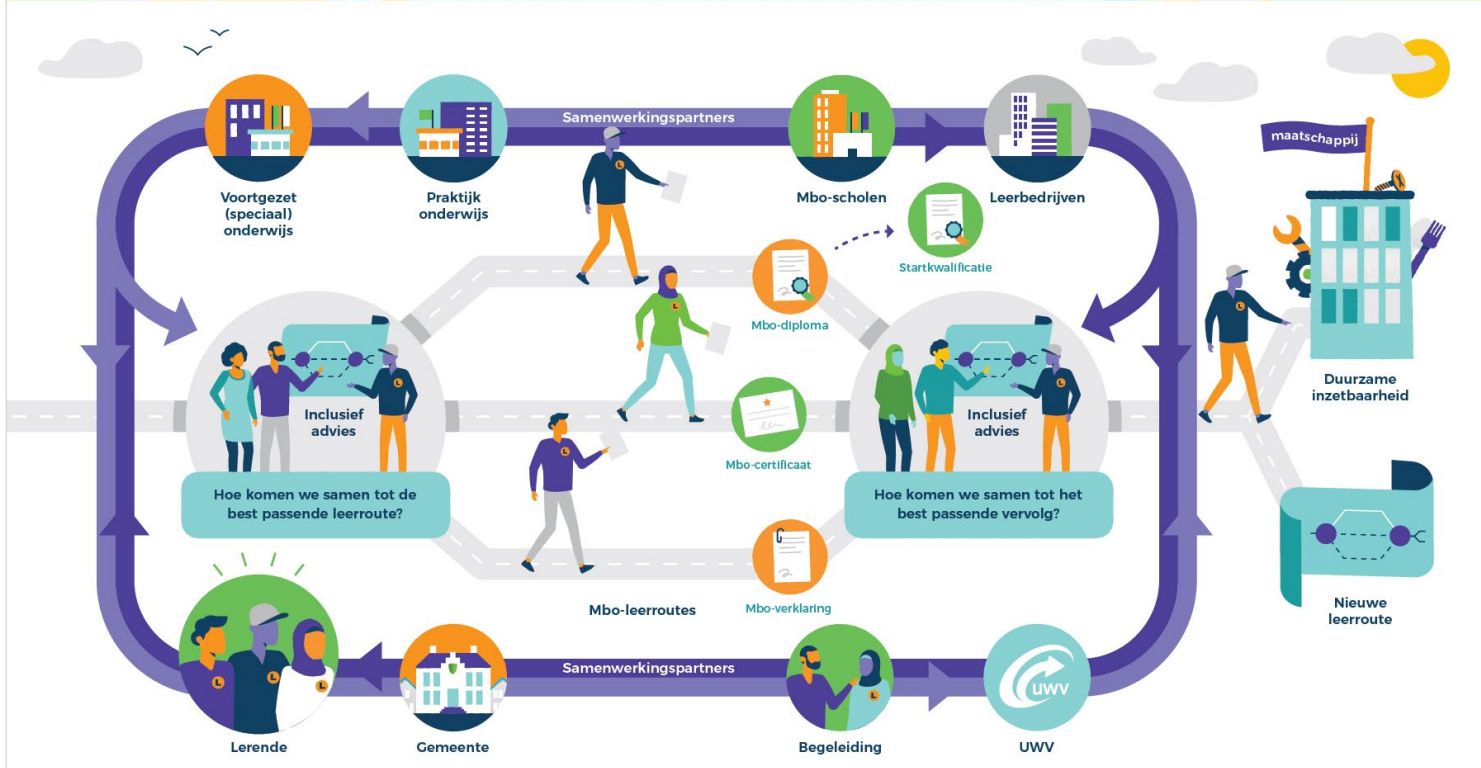 Samenwerkingspartners
maatschappij
Voortgezet
(speciaal)
onderwijs
Praktijk
onderwijs
Mbo-scholen
Leerbedrijven
Startkwalificatie
Mbo-diploma
Inclusief
advies
Hoe komen we samen tot de
best passende leerroute?
Mbo-certificaat
Inclusief
advies
Hoe komen we samen tot het
best passende vervolg?
Duurzame
inzetbaarheid
Mbo-leerroutes
Mbo-verklaring
Nieuwe
leerroute
Samenwerkingspartners
UWV
Lerende
Gemeente
Begeleiding
UWV
L
L
L
L
L
L
L
L
L
L